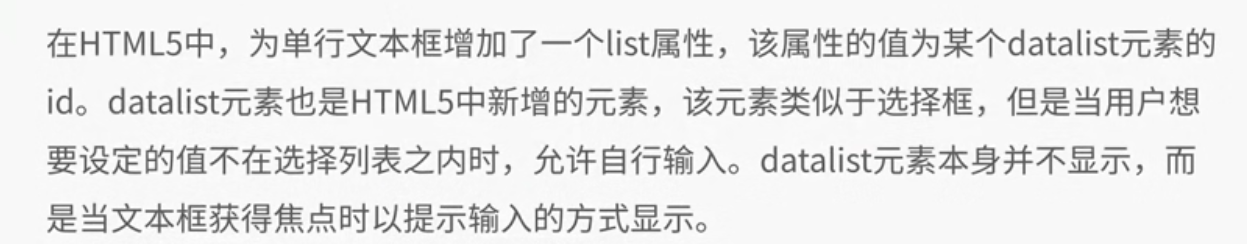 在HTML5中，为单行文本框增加了一个list属性，该属性的值为某个datalist元素的
id。datalist元素也是HTML5中新增的元素，该元素类似于选择框，但是当用户想
要设定的值不在选择列表之内时，允许自行输入。datalist元素本身并不显示，而
是当文本框获得焦点时以提示输入的方式显示。